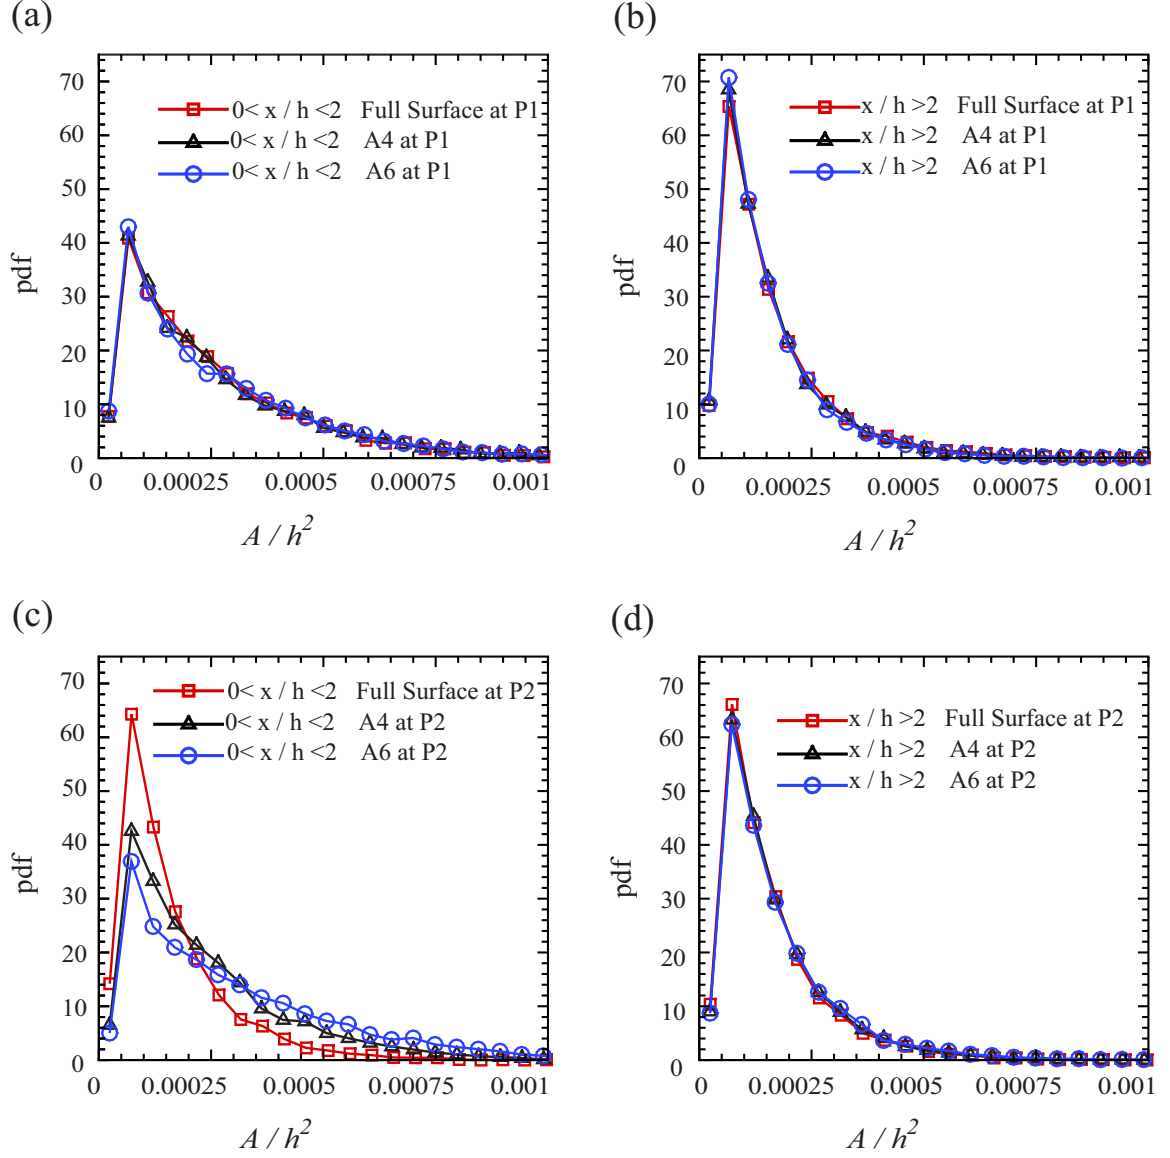 (a)
70
60
50
40
30
20
10
0
pdf
0< x / h <2 Full Surface at P1
0< x / h <2 A4 at P1
0< x / h <2 A6 at P1
0 0.00025 0.0005 0.00075 0.001
A / h²
(b)
70
60
50
40
30
20
10
0
pdf
x / h >2 Full Surface at P1
x / h >2 A4 at P1
x / h >2 A6 at P1
0 0.00025 0.0005 0.00075 0.001
A / h²
(c)
70
60
50
40
30
20
10
0
pdf
0< x / h <2 Full Surface at P2
0< x / h <2 A4 at P2
0< x / h <2 A6 at P2
0 0.00025 0.0005 0.00075 0.001
A / h²
(d)
70
60
50
40
30
20
10
0
pdf
x / h >2 Full Surface at P2
x / h >2 A4 at P2
x / h >2 A6 at P2
0 0.00025 0.0005 0.00075 0.001
A / h²